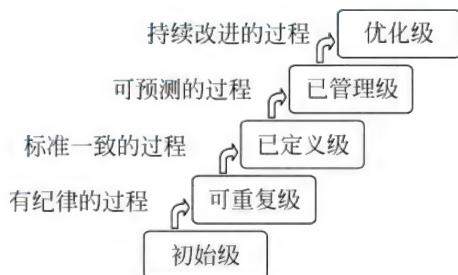 持续改进的过程 优化级
可预测的过程 已管理级
标准一致的过程 已定义级
有纪律的过程 可重复级
初始级